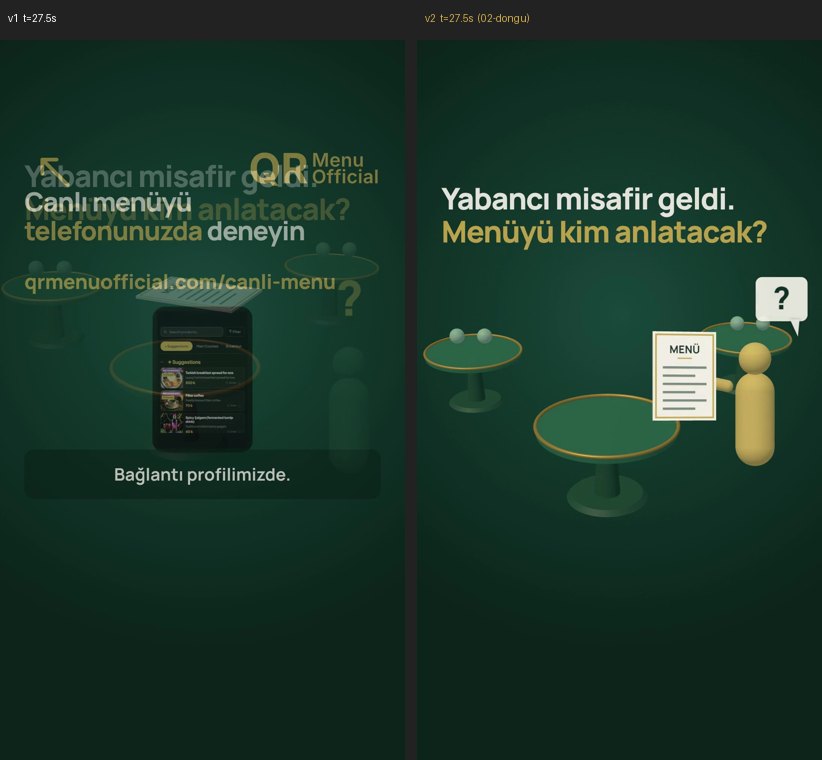 v1 t=27.5s
v2 t=27.5s (02-dongu)
Yabancı misafir geldi.
Menüyü kim anlatacak?
QR Menu
Official
Canlı menüyü
telefonunuzda deneyin
qrmenuofficial.com/canli-menu
?
Suggestions
Suggestions
Bağlantı profilimizde.
Yabancı misafir geldi.
Menüyü kim anlatacak?
?
MENÜ